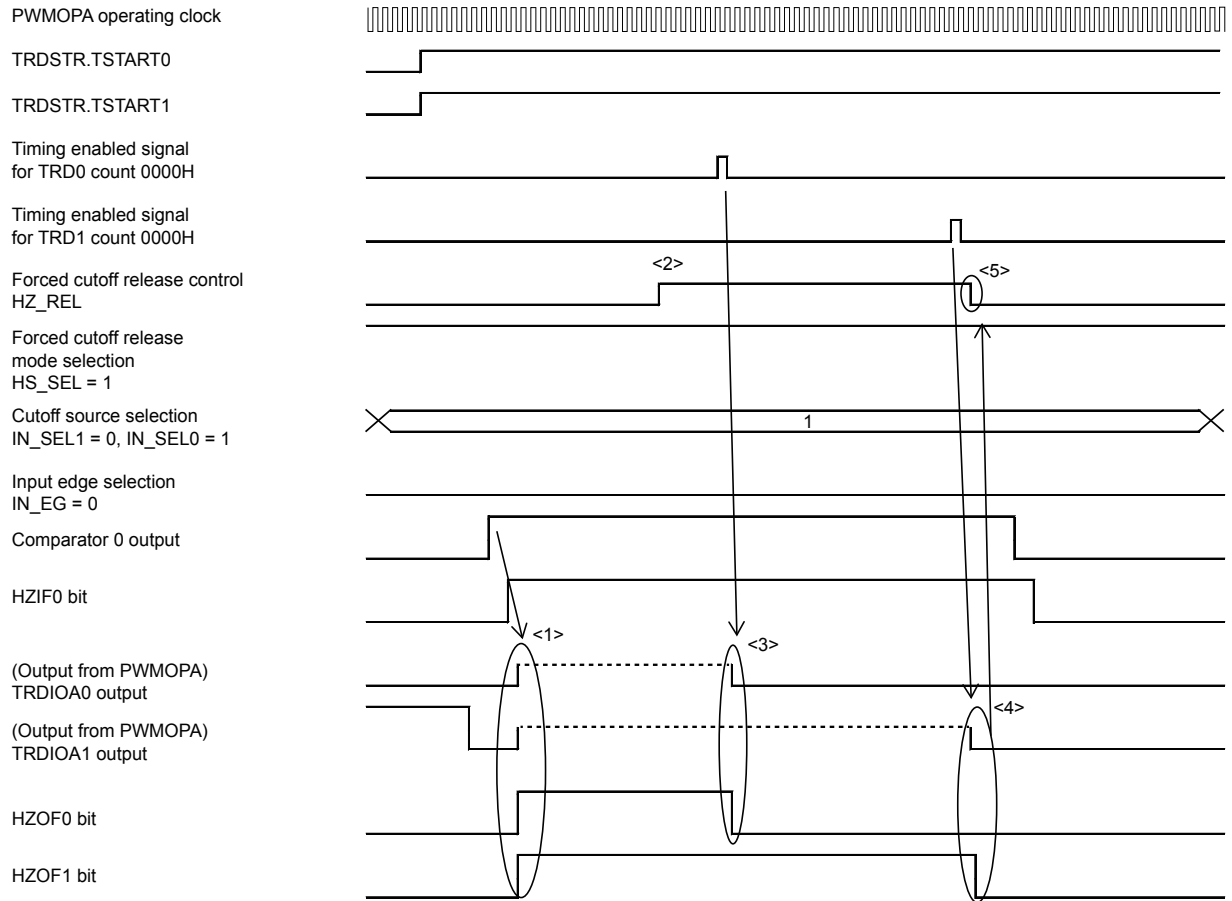 PWMOPA operating clock
TRDSTR.TSTART0
TRDSTR.TSTART1
Timing enabled signal
for TRD0 count 0000H
Timing enabled signal
for TRD1 count 0000H
<2>
Forced cutoff release control
HZ_REL
<5>
Forced cutoff release
mode selection
HS_SEL = 1
Cutoff source selection
IN_SEL1 = 0, IN_SEL0 = 1
1
Input edge selection
IN_EG = 0
Comparator 0 output
HZIF0 bit
<1>
<3>
(Output from PWMOPA)
TRDIOA0 output
<4>
(Output from PWMOPA)
TRDIOA1 output
HZOF0 bit
HZOF1 bit